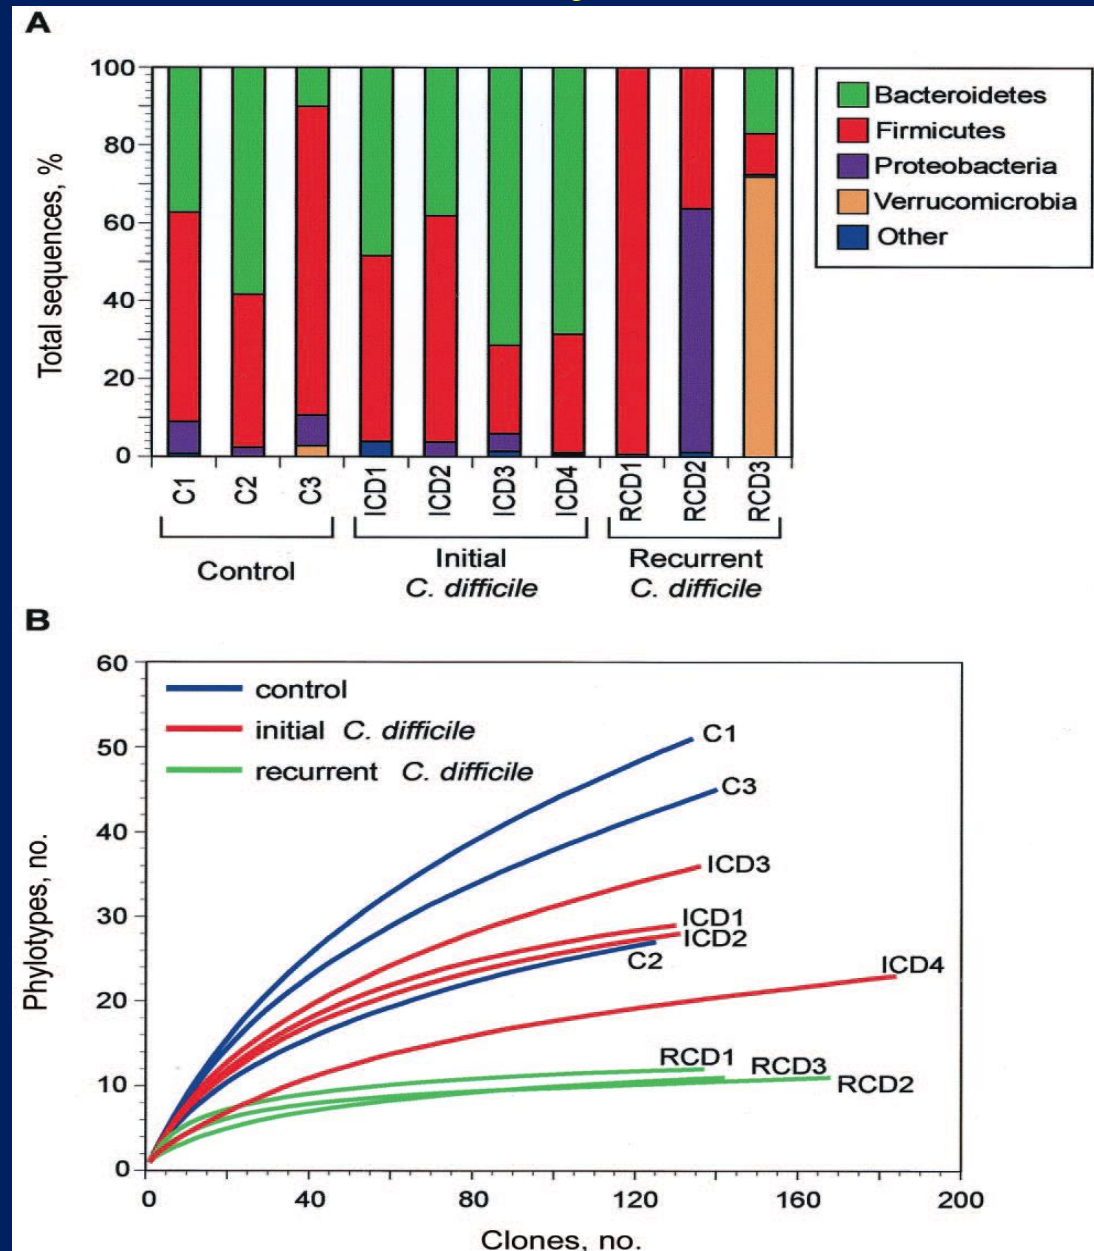 A
Total sequences, %
100
80
60
40
20
0
C1
C2
C3
ICD1
ICD2
ICD3
ICD4
RCD1
RCD2
RCD3
Control
Initial
C. difficile
Recurrent
C. difficile
Bacteroidetes
Firmicutes
Proteobacteria
Verrucomicrobia
Other
B
Phylotypes, no.
60
50
40
30
20
10
0
control
initial C. difficile
recurrent C. difficile
C1
C3
ICD3
ICD1
ICD2
C2
ICD4
RCD1
RCD3
RCD2
0
40
80
120
160
200
Clones, no.